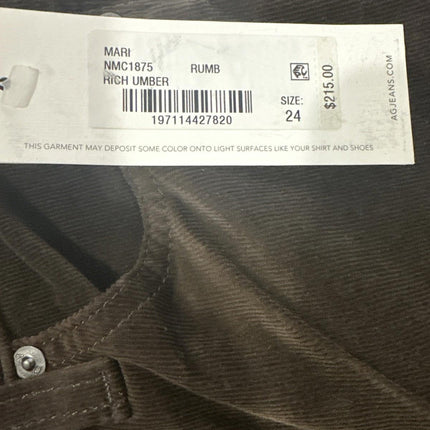 MARI
NMC1875 RUMB
RICH UMBER
197114427820
SIZE:
24
$215.00
AGJEANS.COM
THIS GARMENT MAY DEPOSIT SOME COLOR ONTO LIGHT SURFACES LIKE YOUR SHIRT AND SHOES